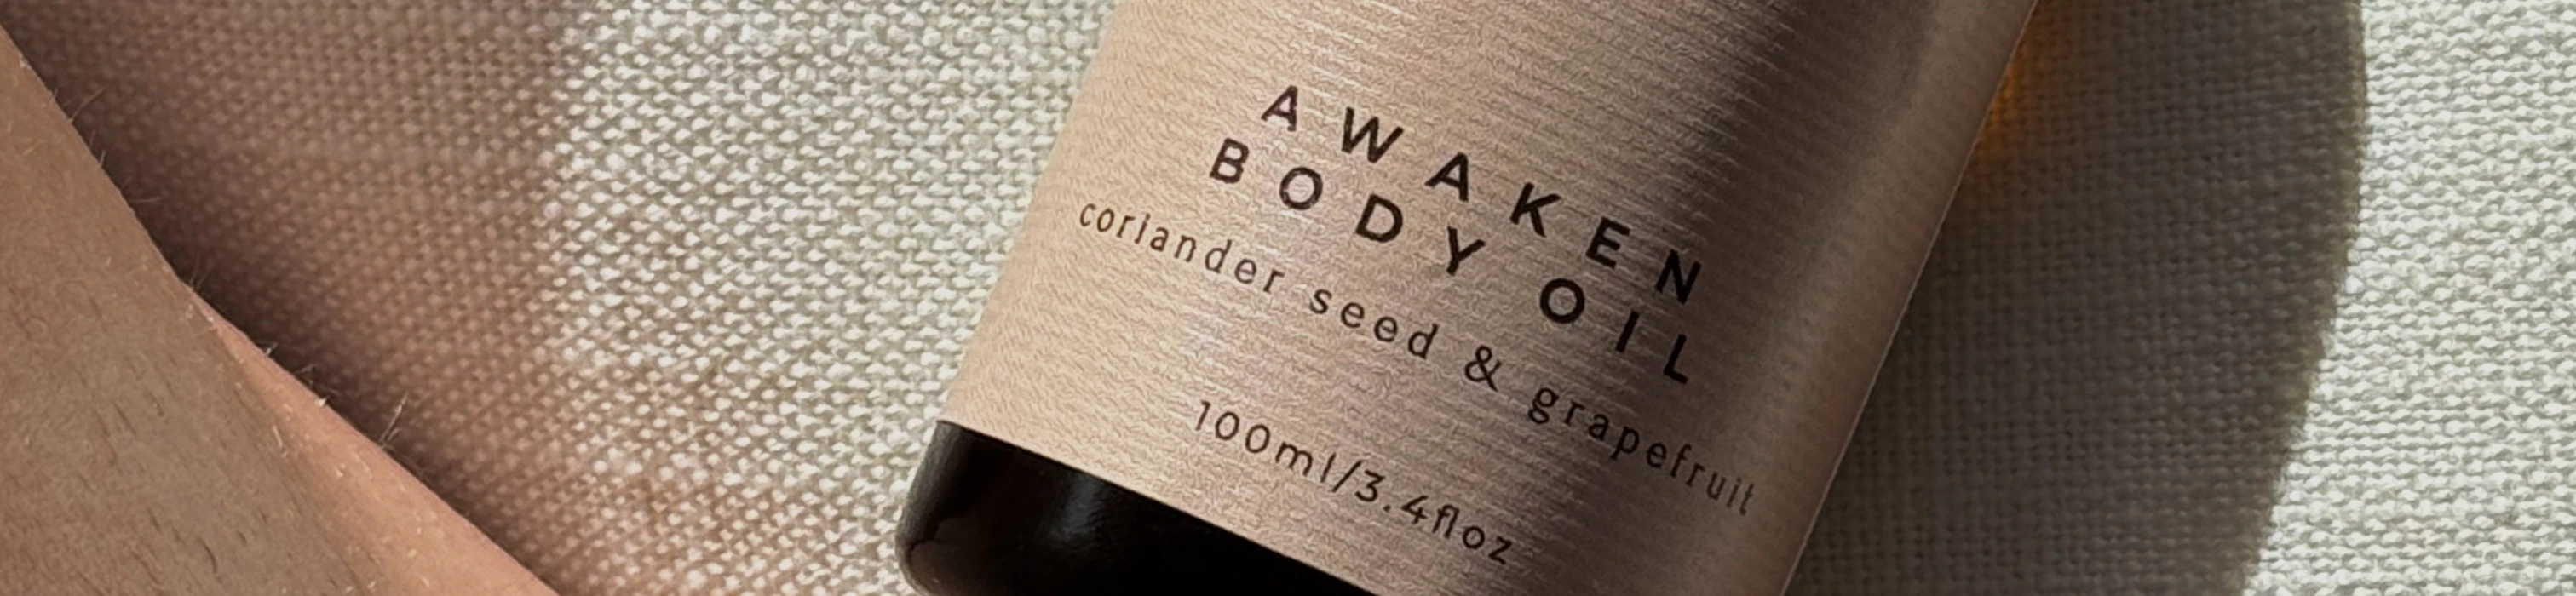 AWAKEN
BODY OIL
coriander seed & grapefruit
100ml/3.4floz